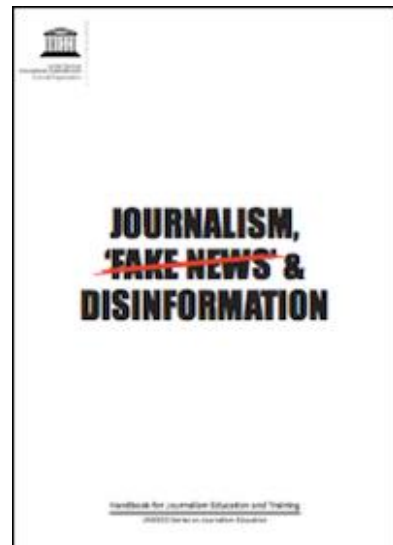 JOURNALISM,
'FAKE NEWS' &
DISINFORMATION
Handbook for Journalism Education and Training
UNESCO Series on Journalism Education